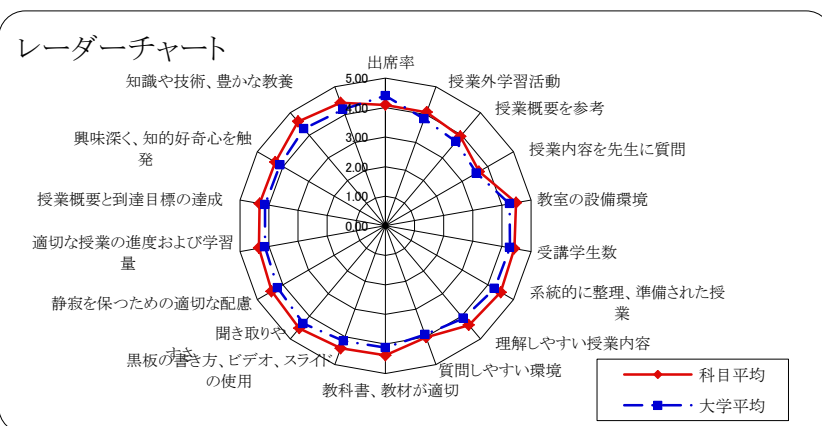 レーダーチャート
出席率
授業外学習活動
授業概要を参考
授業内容を先生に質問
教室の設備環境
受講学生数
系統的に整理、準備された授
業
理解しやすい授業内容
質問しやすい環境
教科書、教材が適切
黒板の書き方、ビデオ、スライド
の使用
聞き取りや
すさ
静寂を保つための適切な配慮
適切な授業の進度および学習
量
授業概要と到達目標の達成
興味深く、知的好奇心を触
発
知識や技術、豊かな教養
5.00
4.00
3.00
2.00
1.00
0.00
科目平均
大学平均